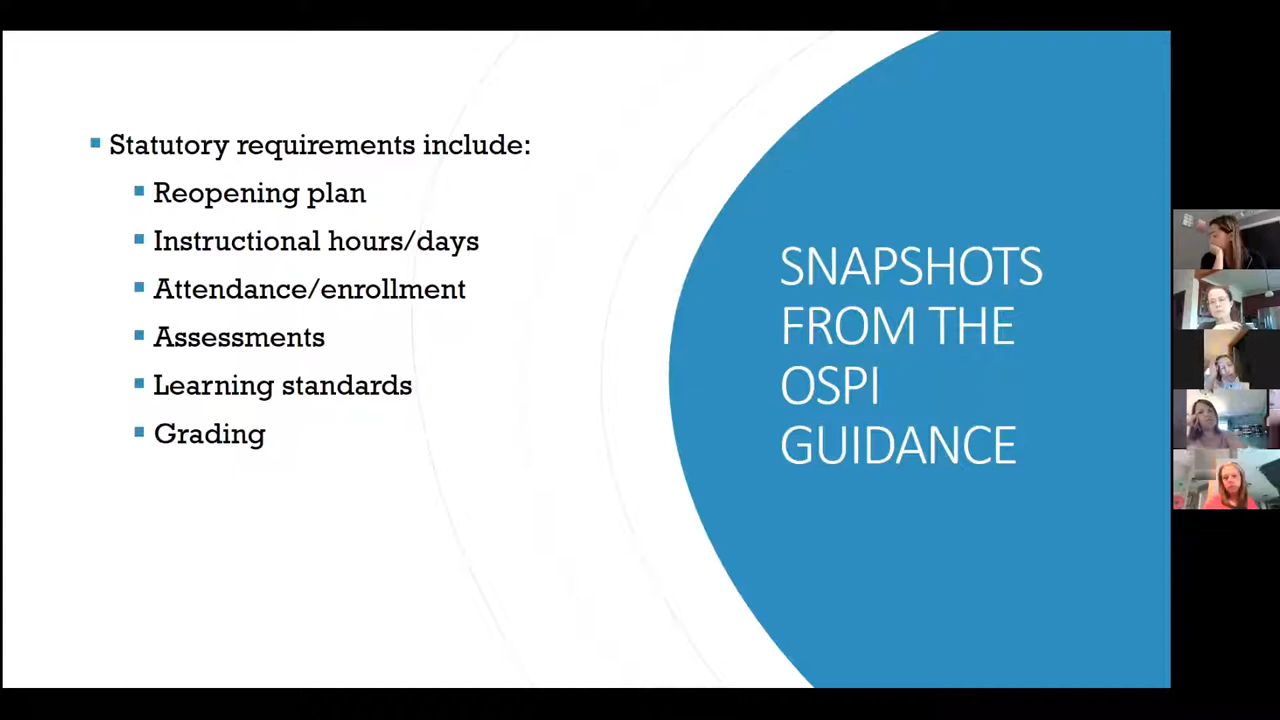 Statutory requirements include:
Reopening plan
Instructional hours/days
Attendance/enrollment
Assessments
Learning standards
Grading
SNAPSHOTS
FROM THE
OSPI
GUIDANCE